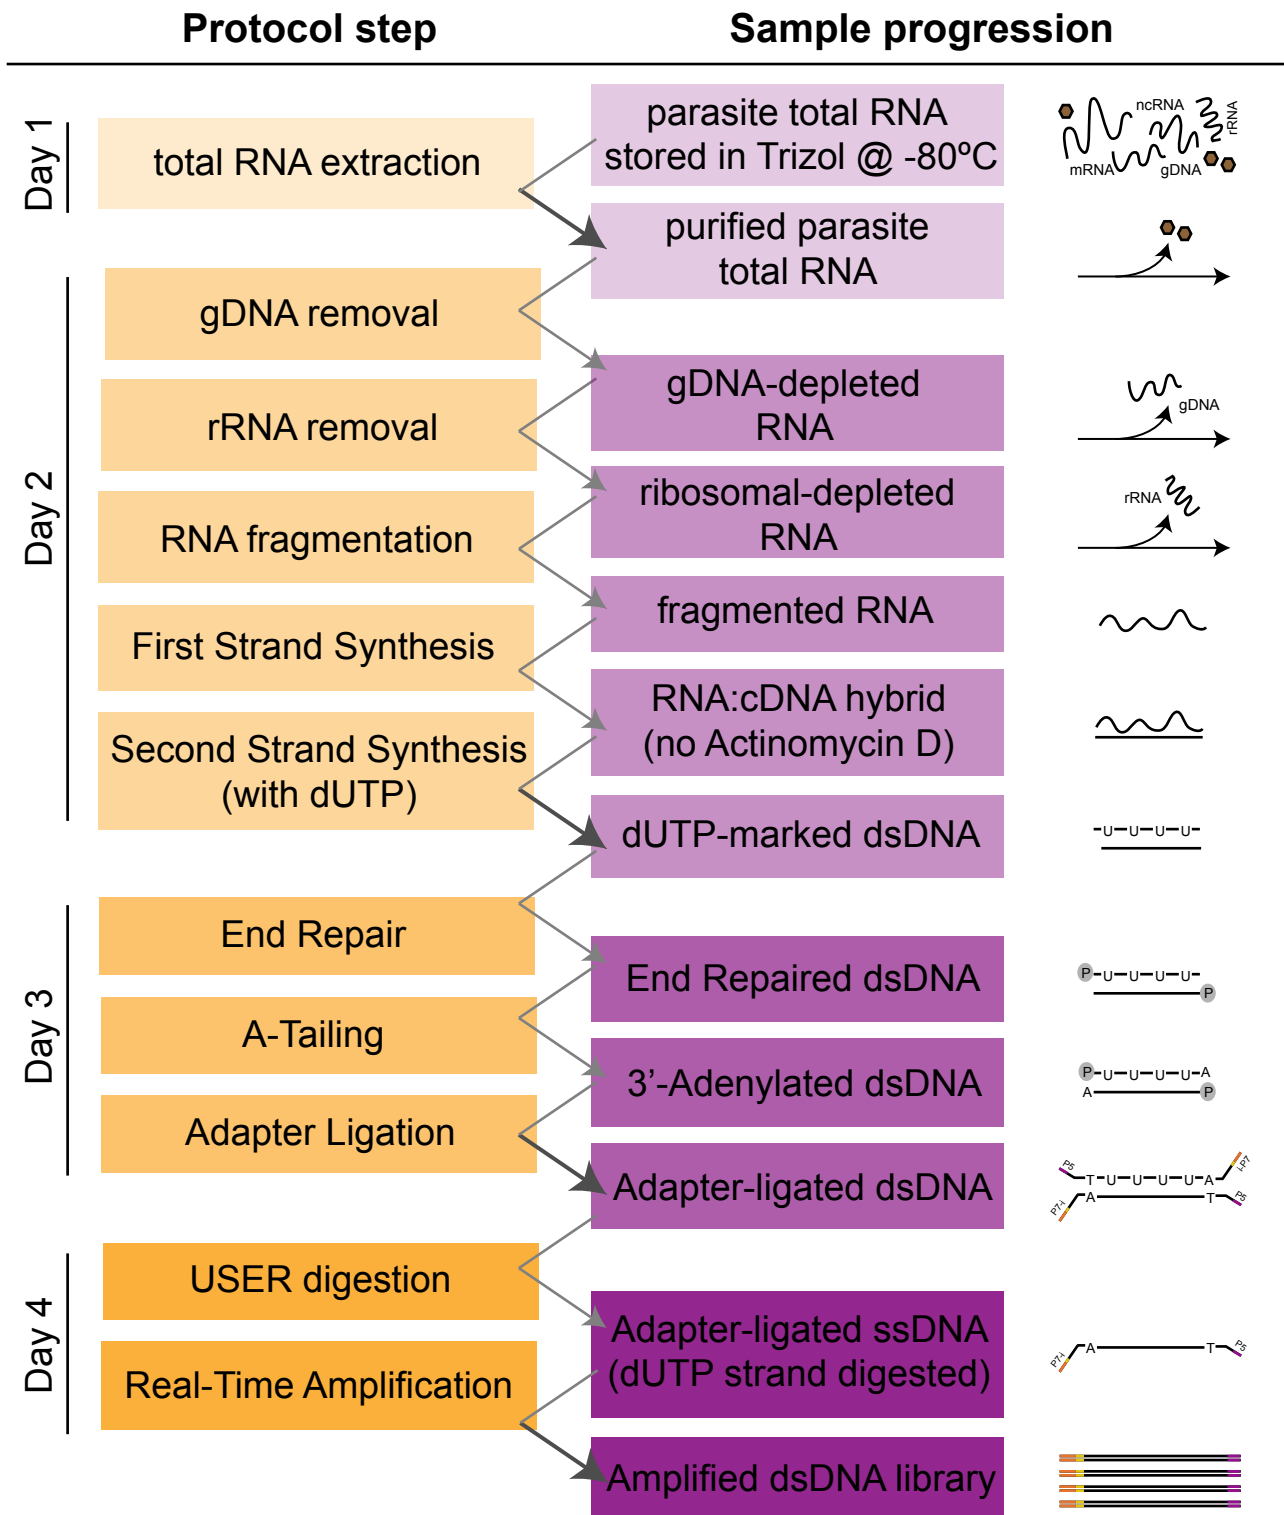 Protocol step
Sample progression
Day 1
total RNA extraction
parasite total RNA
stored in Trizol @ -80ºC
ncRNA
rRNA
mRNA
gDNA
purified parasite
total RNA
Day 2
gDNA removal
gDNA-depleted
RNA
gDNA
rRNA removal
ribosomal-depleted
RNA
rRNA
RNA fragmentation
fragmented RNA
First Strand Synthesis
RNA:cDNA hybrid
(no Actinomycin D)
Second Strand Synthesis
(with dUTP)
dUTP-marked dsDNA
U U U U
Day 3
End Repair
End Repaired dsDNA
P U U U U
P
A-Tailing
3’-Adenylated dsDNA
P U U U U A
A P
Adapter Ligation
Adapter-ligated dsDNA
P5 i-P7
T U U U U A
A T
P7-i P5
Day 4
USER digestion
Adapter-ligated ssDNA
(dUTP strand digested)
A T
P7-i P5
Real-Time Amplification
Amplified dsDNA library